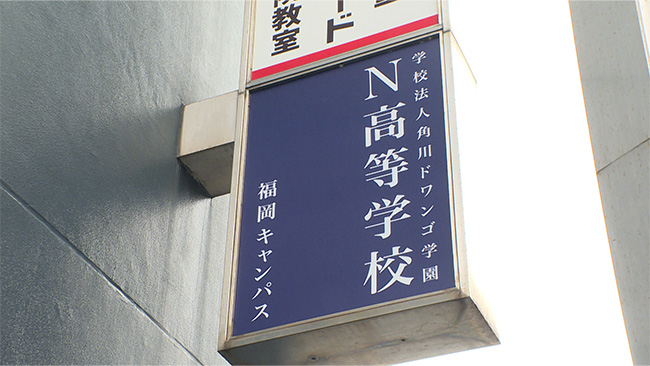 教室
ード
学校法人角川ドワンゴ学園
N高等学校
福岡キャンパス